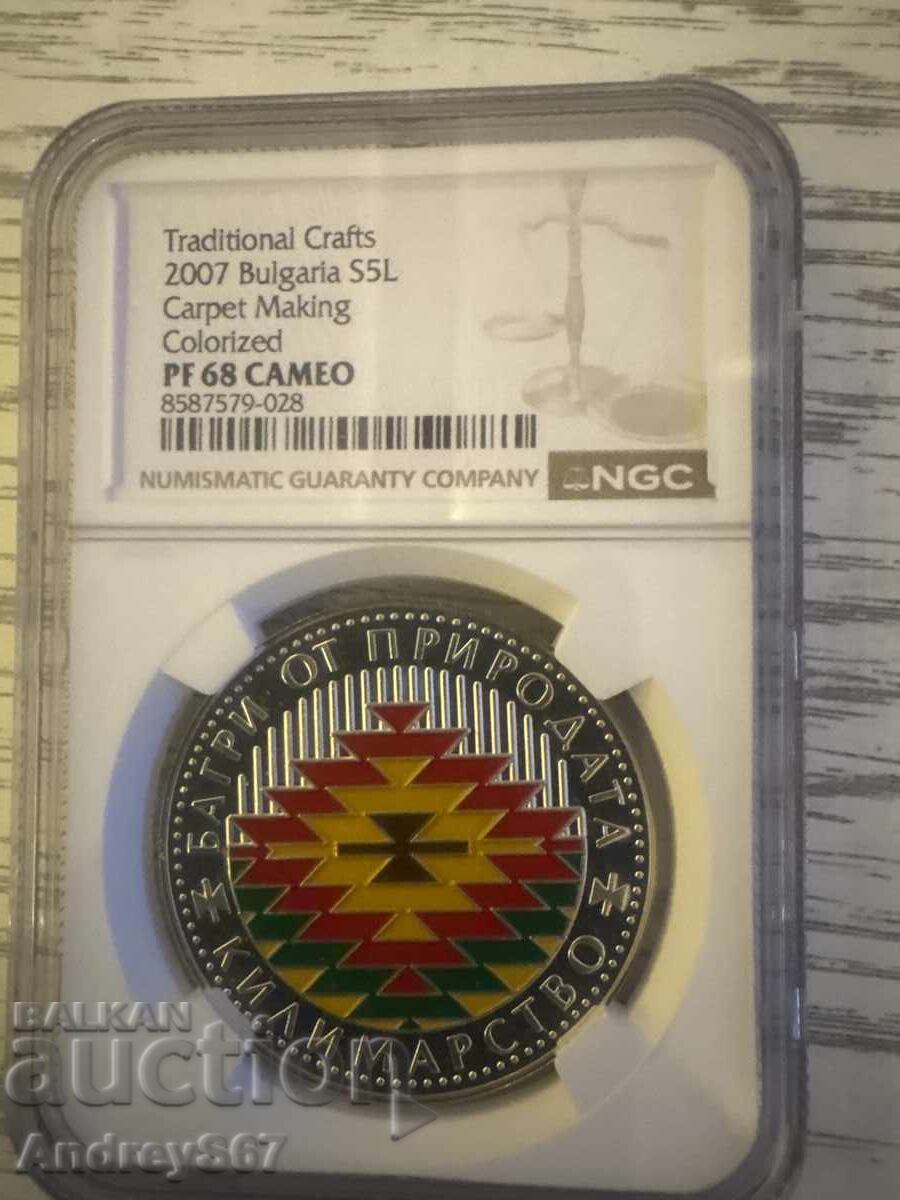 Traditional Crafts
2007 Bulgaria S5L
Carpet Making
Colorized
PF 68 CAMEO
8587579-028
NUMISMATIC GUARANTY COMPANY NGC
БАГРИ ОТ ПРИРОДАТА
КИЛИМАРСТВО
BALKAN
auction
AndreyS67